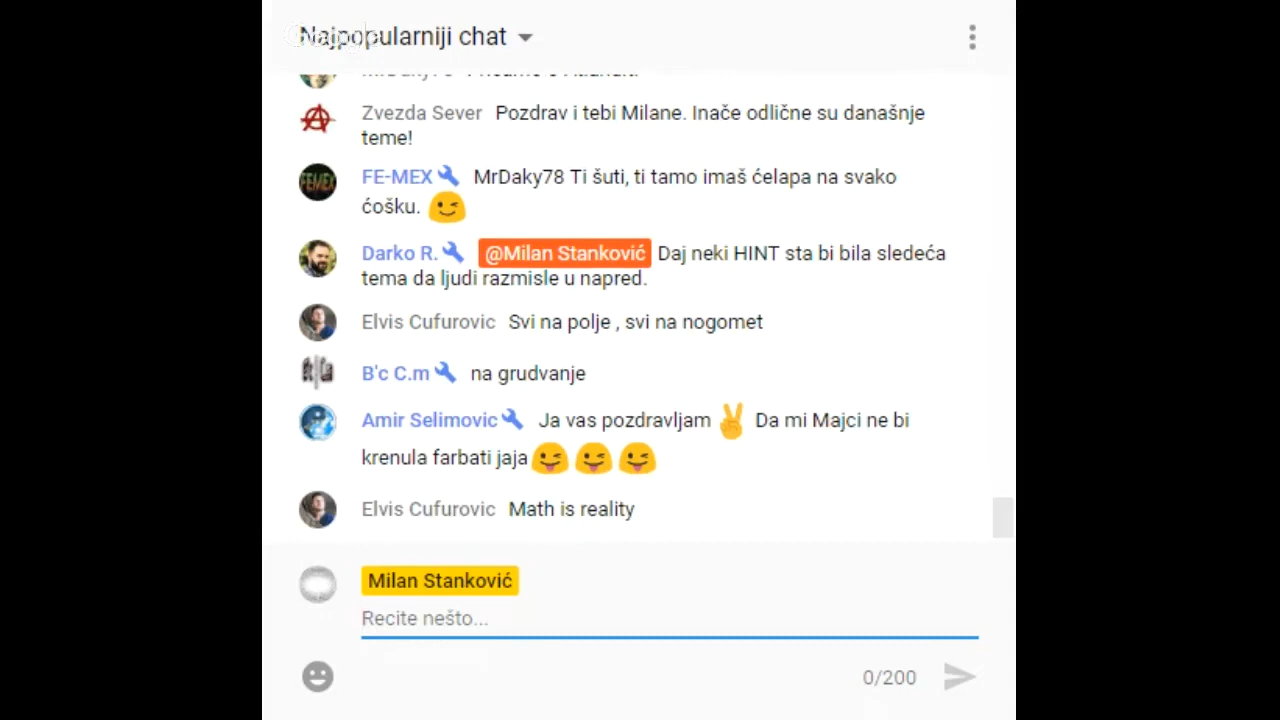 Najpopularniji chat
Zvezda Sever Pozdrav i tebi Milane. Inače odlične su današnje
teme!
FE-MEX MrDaky78 Ti šuti, ti tamo imaš ćelapa na svako
ćošku.
Darko R. @Milan Stanković Daj neki HINT sta bi bila sledeća
tema da ljudi razmisle u napred.
Elvis Cufurovic Svi na polje , svi na nogomet
B'c C.m na grudvanje
Amir Selimovic Ja vas pozdravljam Da mi Majci ne bi
krenula farbati jaja
Elvis Cufurovic Math is reality
Milan Stanković
Recite nešto...
0/200